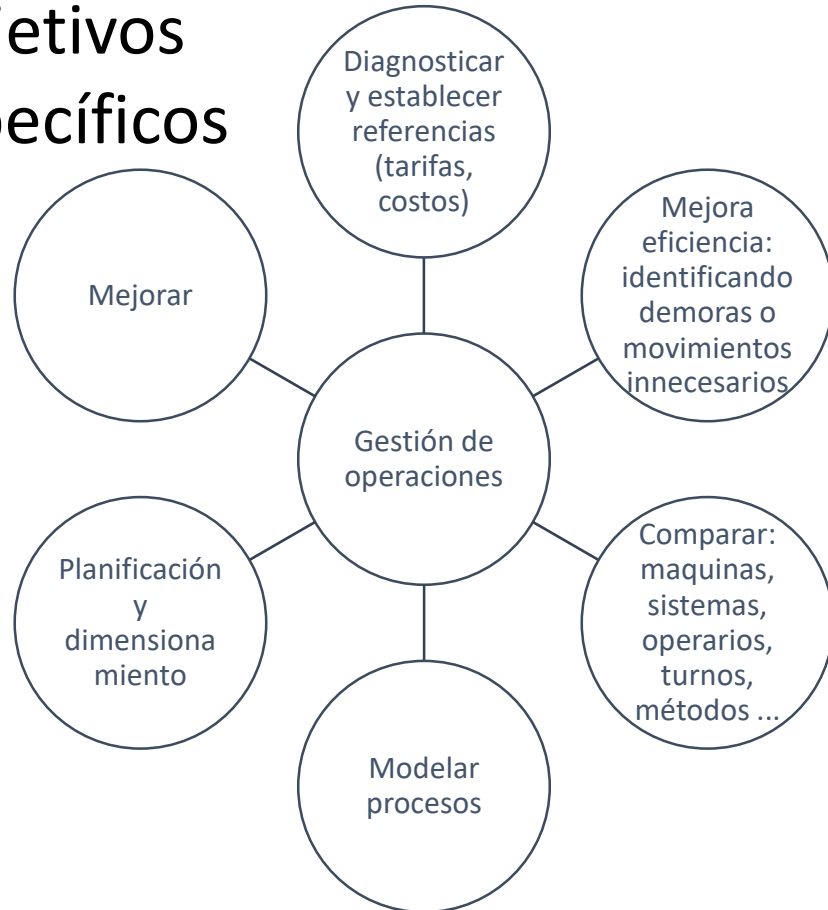 jetivos
pecíficos
Diagnosticar
y establecer
referencias
(tarifas,
costos)
Mejora
eficiencia:
identificando
demoras o
movimientos
innecesarios
Comparar:
maquinas,
sistemas,
operarios,
turnos,
métodos ...
Modelar
procesos
Planificación
y
dimensiona
miento
Mejorar
Gestión de
operaciones